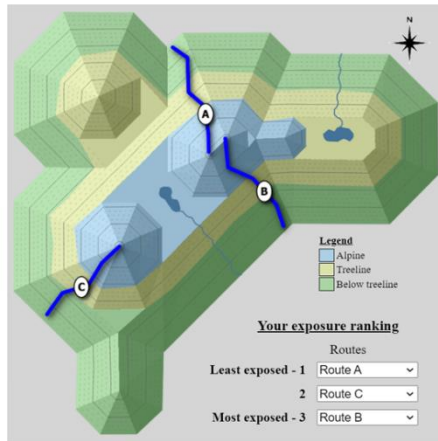 N
A
B
C
Legend
Alpine
Treeline
Below treeline
Your exposure ranking
Routes
Least exposed - 1 Route A
2 Route C
Most exposed - 3 Route B